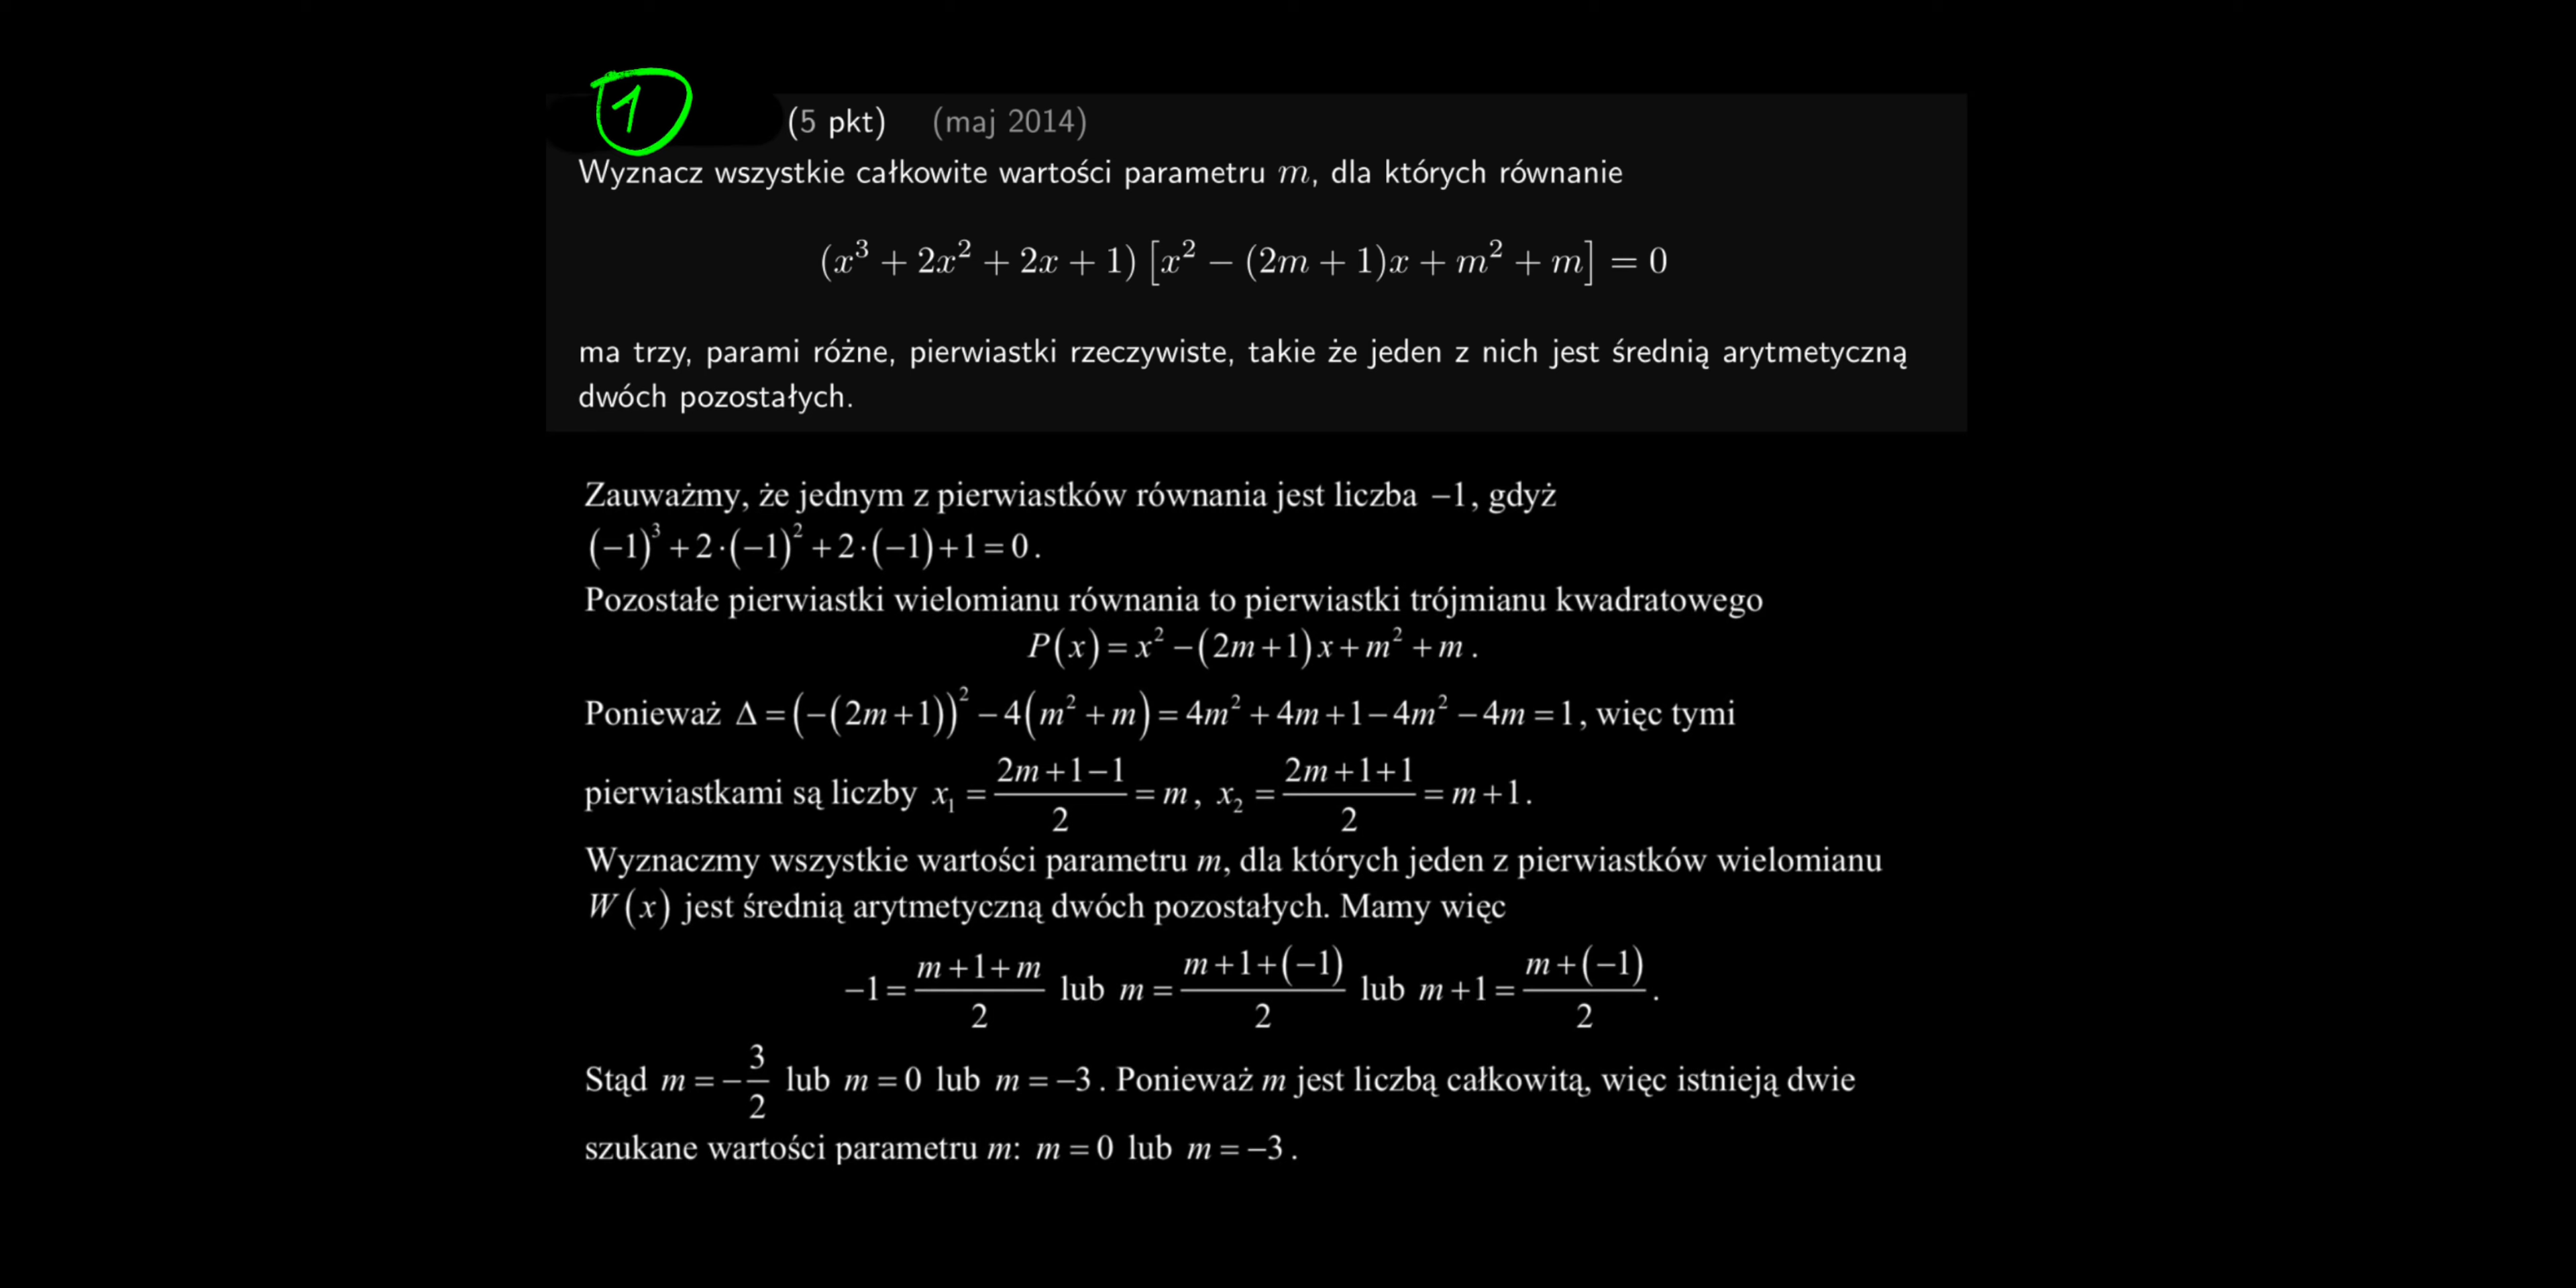 1
(5 pkt) (maj 2014)
Wyznacz wszystkie całkowite wartości parametru m, dla których równanie
(x³ + 2x² + 2x + 1) [x² − (2m + 1)x + m² + m] = 0
ma trzy, parami różne, pierwiastki rzeczywiste, takie że jeden z nich jest średnią arytmetyczną
dwóch pozostałych.
Zauważmy, że jednym z pierwiastków równania jest liczba −1, gdyż
(−1)³ + 2·(−1)² + 2·(−1)+1 = 0.
Pozostałe pierwiastki wielomianu równania to pierwiastki trójmianu kwadratowego
P(x) = x² − (2m+1)x + m² + m.
Ponieważ Δ = (−(2m+1))² − 4(m² + m) = 4m² + 4m + 1 − 4m² − 4m = 1, więc tymi
pierwiastkami są liczby x₁ = (2m+1−1)/2 = m, x₂ = (2m+1+1)/2 = m+1.
Wyznaczmy wszystkie wartości parametru m, dla których jeden z pierwiastków wielomianu
W(x) jest średnią arytmetyczną dwóch pozostałych. Mamy więc
−1 = (m+1+m)/2 lub m = (m+1+(−1))/2 lub m+1 = (m+(−1))/2.
Stąd m = −3/2 lub m = 0 lub m = −3. Ponieważ m jest liczbą całkowitą, więc istnieją dwie
szukane wartości parametru m: m = 0 lub m = −3.